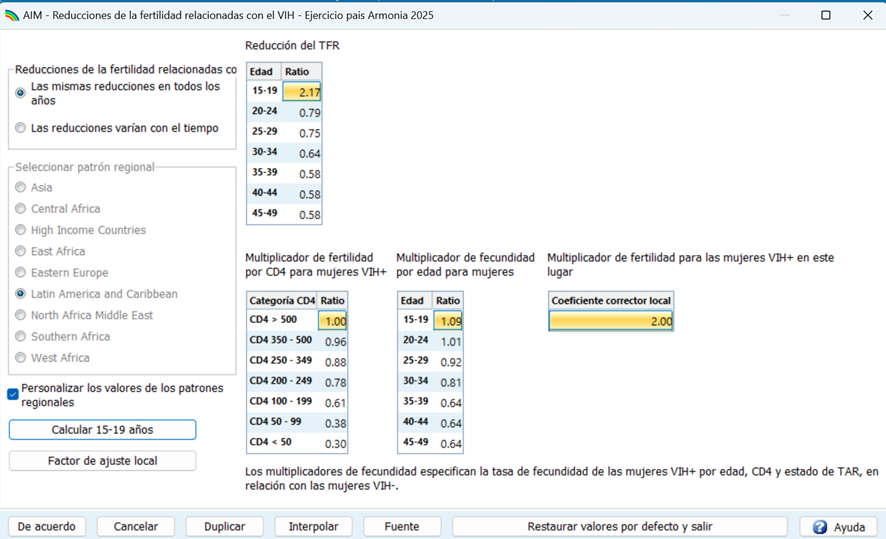 AIM - Reducciones de la fertilidad relacionadas con el VIH - Ejercicio pais Armonia 2025
Reducciones de la fertilidad relacionadas co
Las mismas reducciones en todos los
años
Las reducciones varían con el tiempo
Seleccionar patrón regional
Asia
Central Africa
High Income Countries
East Africa
Eastern Europe
Latin America and Caribbean
North Africa Middle East
Southern Africa
West Africa
Personalizar los valores de los patrones
regionales
Calcular 15-19 años
Factor de ajuste local
Reducción del TFR
Edad Ratio
15-19 2.17
20-24 0.79
25-29 0.75
30-34 0.64
35-39 0.58
40-44 0.58
45-49 0.58
Multiplicador de fertilidad
por CD4 para mujeres VIH+
Categoría CD4 Ratio
CD4 > 500 1.00
CD4 350 - 500 0.96
CD4 250 - 349 0.88
CD4 200 - 249 0.78
CD4 100 - 199 0.61
CD4 50 - 99 0.38
CD4 < 50 0.30
Multiplicador de fecundidad
por edad para mujeres
Edad Ratio
15-19 1.09
20-24 1.01
25-29 0.92
30-34 0.81
35-39 0.64
40-44 0.64
45-49 0.64
Multiplicador de fertilidad para las mujeres VIH+ en este
lugar
Coeficiente corrector local
2.00
Los multiplicadores de fecundidad especifican la tasa de fecundidad de las mujeres VIH+ por edad, CD4 y estado de TAR, en
relación con las mujeres VIH-.
De acuerdo Cancelar Duplicar Interpolar Fuente Restaurar valores por defecto y salir Ayuda